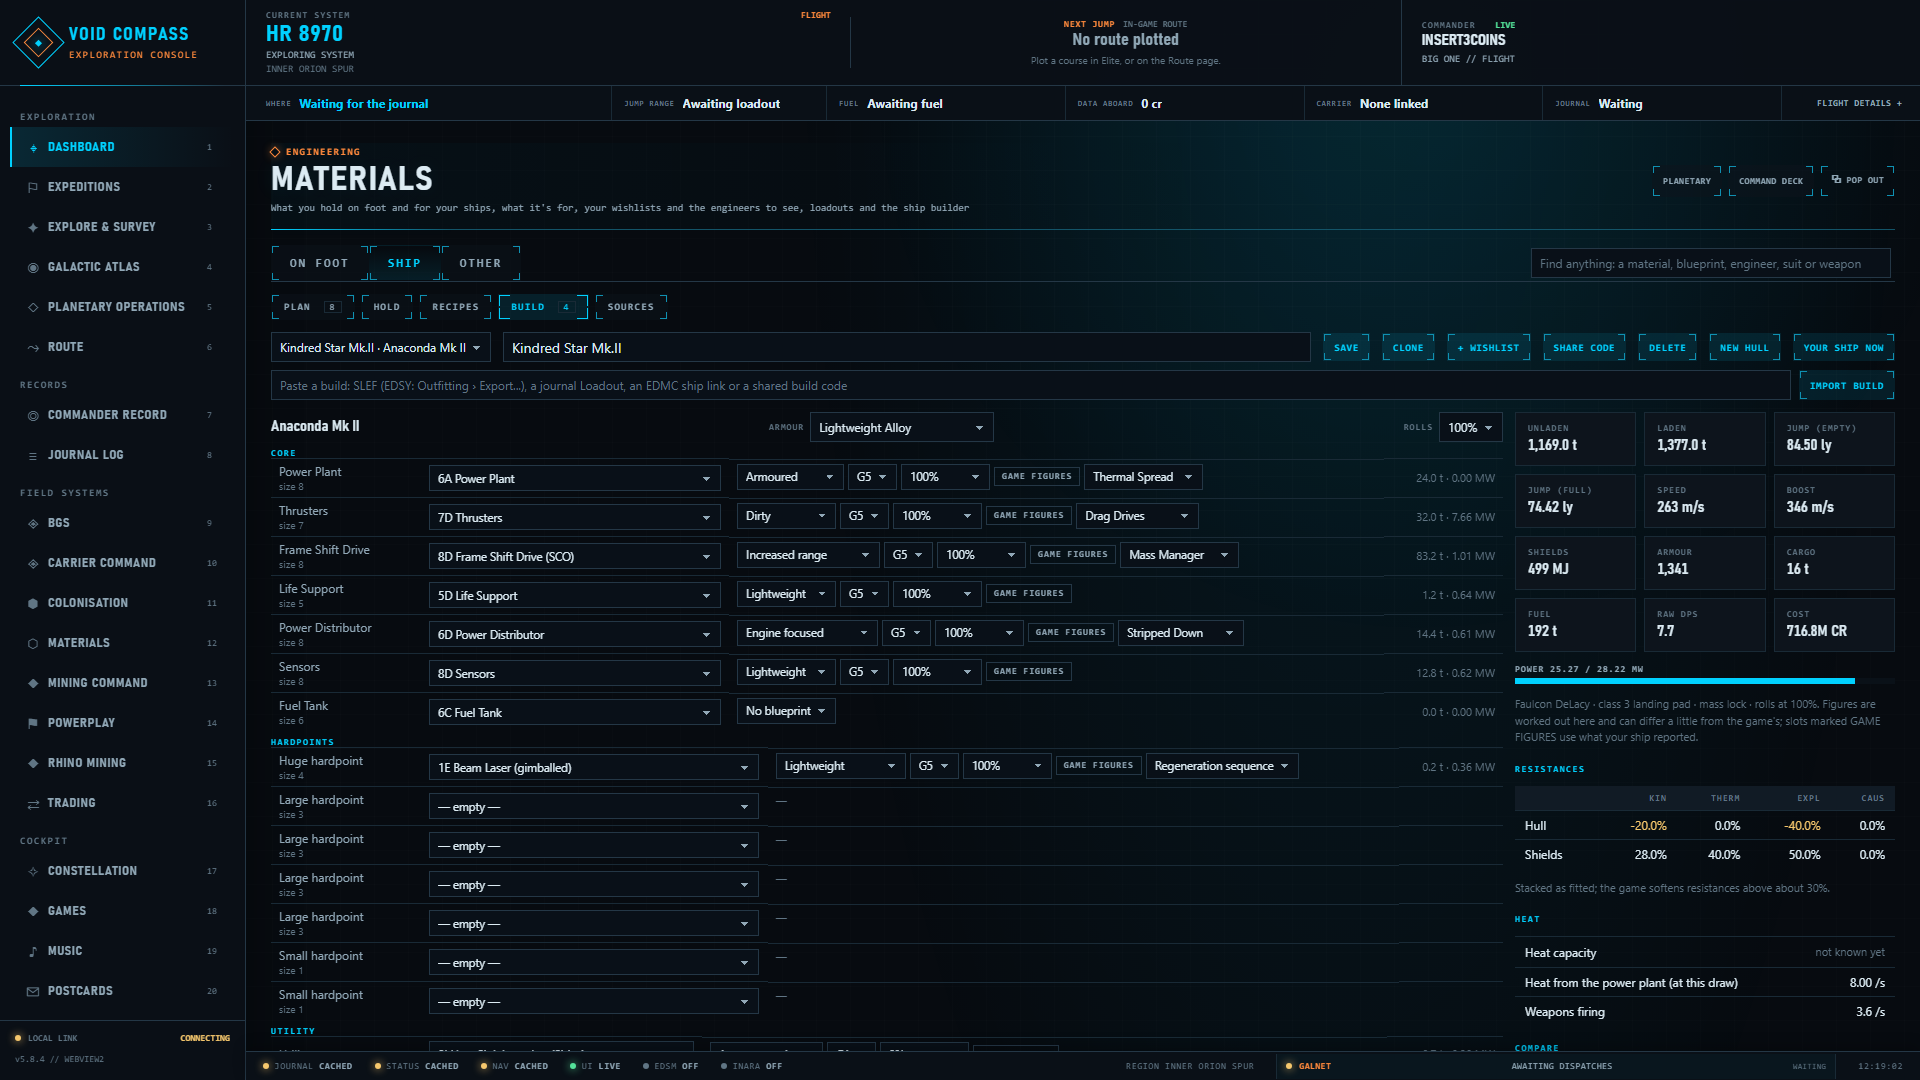 VOID COMPASS
EXPLORATION CONSOLE
CURRENT SYSTEM
FLIGHT
HR 8970
EXPLORING SYSTEM
INNER ORION SPUR
NEXT JUMP IN-GAME ROUTE
No route plotted
Plot a course in Elite, or on the Route page.
COMMANDER LIVE
INSERT3COINS
BIG ONE // FLIGHT
WHERE Waiting for the journal
JUMP RANGE Awaiting loadout
FUEL Awaiting fuel
DATA ABOARD 0 cr
CARRIER None linked
JOURNAL Waiting
FLIGHT DETAILS +
EXPLORATION
DASHBOARD 1
EXPEDITIONS 2
EXPLORE & SURVEY 3
GALACTIC ATLAS 4
PLANETARY OPERATIONS 5
ROUTE 6
RECORDS
COMMANDER RECORD 7
JOURNAL LOG 8
FIELD SYSTEMS
BGS 9
CARRIER COMMAND 10
COLONISATION 11
MATERIALS 12
MINING COMMAND 13
POWERPLAY 14
RHINO MINING 15
TRADING 16
COCKPIT
CONSTELLATION 17
GAMES 18
MUSIC 19
POSTCARDS 20
LOCAL LINK CONNECTING
v5.8.4 // WEBVIEW2
ENGINEERING
MATERIALS
What you hold on foot and for your ships, what it's for, your wishlists and the engineers to see, loadouts and the ship builder
PLANETARY
COMMAND DECK
POP OUT
ON FOOT
SHIP
OTHER
Find anything: a material, blueprint, engineer, suit or weapon
PLAN 8
HOLD
RECIPES
BUILD 4
SOURCES
Kindred Star Mk.II · Anaconda Mk II
Kindred Star Mk.II
SAVE
CLONE
+ WISHLIST
SHARE CODE
DELETE
NEW HULL
YOUR SHIP NOW
Paste a build: SLEF (EDSY: Outfitting › Export...), a journal Loadout, an EDMC ship link or a shared build code
IMPORT BUILD
Anaconda Mk II
ARMOUR Lightweight Alloy
ROLLS 100%
CORE
Power Plant
size 8
6A Power Plant
Armoured G5 100% GAME FIGURES Thermal Spread
24.0 t · 0.00 MW
Thrusters
size 7
7D Thrusters
Dirty G5 100% GAME FIGURES Drag Drives
32.0 t · 7.66 MW
Frame Shift Drive
size 8
8D Frame Shift Drive (SCO)
Increased range G5 100% GAME FIGURES Mass Manager
83.2 t · 1.01 MW
Life Support
size 5
5D Life Support
Lightweight G5 100% GAME FIGURES
1.2 t · 0.64 MW
Power Distributor
size 8
6D Power Distributor
Engine focused G5 100% GAME FIGURES Stripped Down
14.4 t · 0.61 MW
Sensors
size 8
8D Sensors
Lightweight G5 100% GAME FIGURES
12.8 t · 0.62 MW
Fuel Tank
size 6
6C Fuel Tank
No blueprint
0.0 t · 0.00 MW
HARDPOINTS
Huge hardpoint
size 4
1E Beam Laser (gimballed)
Lightweight G5 100% GAME FIGURES Regeneration sequence
0.2 t · 0.36 MW
Large hardpoint
size 3
— empty —
—
Large hardpoint
size 3
— empty —
—
Large hardpoint
size 3
— empty —
—
Large hardpoint
size 3
— empty —
—
Small hardpoint
size 1
— empty —
—
Small hardpoint
size 1
— empty —
—
UTILITY
UNLADEN
1,169.0 t
LADEN
1,377.0 t
JUMP (EMPTY)
84.50 ly
JUMP (FULL)
74.42 ly
SPEED
263 m/s
BOOST
346 m/s
SHIELDS
499 MJ
ARMOUR
1,341
CARGO
16 t
FUEL
192 t
RAW DPS
7.7
COST
716.8M CR
POWER 25.27 / 28.22 MW
Faulcon DeLacy · class 3 landing pad · mass lock · rolls at 100%. Figures are
worked out here and can differ a little from the game's; slots marked GAME
FIGURES use what your ship reported.
RESISTANCES
KIN THERM EXPL CAUS
Hull -20.0% 0.0% -40.0% 0.0%
Shields 28.0% 40.0% 50.0% 0.0%
Stacked as fitted; the game softens resistances above about 30%.
HEAT
Heat capacity not known yet
Heat from the power plant (at this draw) 8.00 /s
Weapons firing 3.6 /s
COMPARE
JOURNAL CACHED
STATUS CACHED
NAV CACHED
UI LIVE
EDSM OFF
INARA OFF
REGION INNER ORION SPUR
GALNET
AWAITING DISPATCHES
WAITING
12:19:02